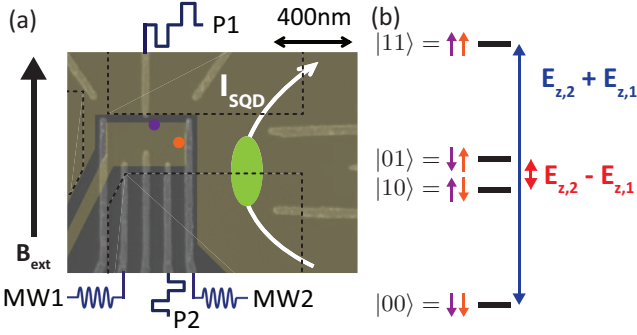 (a)
P1
400nm
I_SQD
B_ext
MW1
P2
MW2
(b)
|11⟩ = ↑↑
|01⟩ = ↓↑
|10⟩ = ↑↓
|00⟩ = ↓↓
E_z,2 + E_z,1
E_z,2 - E_z,1